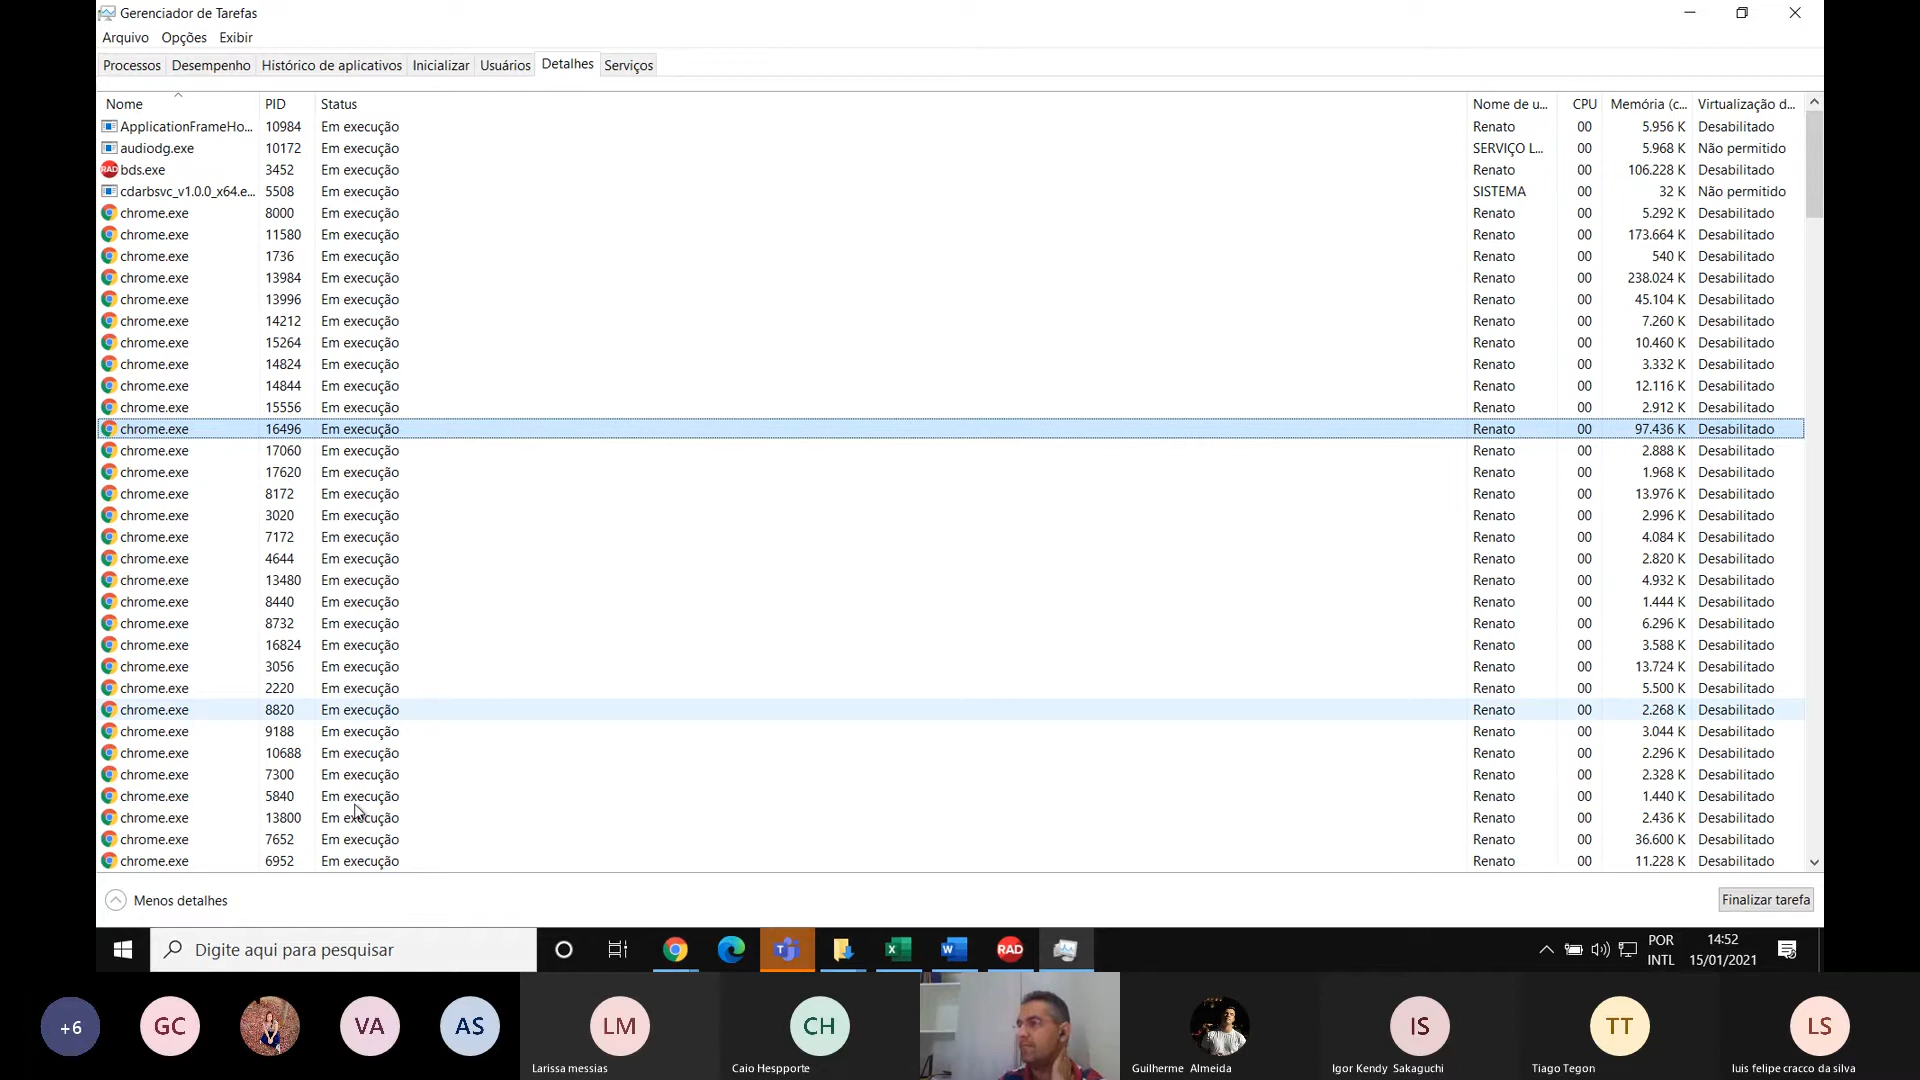 Gerenciador de Tarefas
Arquivo Opções Exibir
Processos Desempenho Histórico de aplicativos Inicializar Usuários Detalhes Serviços
Nome PID Status Nome de u... CPU Memória (c... Virtualização d...
ApplicationFrameHo... 10984 Em execução Renato 00 5.956 K Desabilitado
audiodg.exe 10172 Em execução SERVIÇO L... 00 5.968 K Não permitido
RAD bds.exe 3452 Em execução Renato 00 106.228 K Desabilitado
cdarbsvc_v1.0.0_x64.e... 5508 Em execução SISTEMA 00 32 K Não permitido
chrome.exe 8000 Em execução Renato 00 5.292 K Desabilitado
chrome.exe 11580 Em execução Renato 00 173.664 K Desabilitado
chrome.exe 1736 Em execução Renato 00 540 K Desabilitado
chrome.exe 13984 Em execução Renato 00 238.024 K Desabilitado
chrome.exe 13996 Em execução Renato 00 45.104 K Desabilitado
chrome.exe 14212 Em execução Renato 00 7.260 K Desabilitado
chrome.exe 15264 Em execução Renato 00 10.460 K Desabilitado
chrome.exe 14824 Em execução Renato 00 3.332 K Desabilitado
chrome.exe 14844 Em execução Renato 00 12.116 K Desabilitado
chrome.exe 15556 Em execução Renato 00 2.912 K Desabilitado
chrome.exe 16496 Em execução Renato 00 97.436 K Desabilitado
chrome.exe 17060 Em execução Renato 00 2.888 K Desabilitado
chrome.exe 17620 Em execução Renato 00 1.968 K Desabilitado
chrome.exe 8172 Em execução Renato 00 13.976 K Desabilitado
chrome.exe 3020 Em execução Renato 00 2.996 K Desabilitado
chrome.exe 7172 Em execução Renato 00 4.084 K Desabilitado
chrome.exe 4644 Em execução Renato 00 2.820 K Desabilitado
chrome.exe 13480 Em execução Renato 00 4.932 K Desabilitado
chrome.exe 8440 Em execução Renato 00 1.444 K Desabilitado
chrome.exe 8732 Em execução Renato 00 6.296 K Desabilitado
chrome.exe 16824 Em execução Renato 00 3.588 K Desabilitado
chrome.exe 3056 Em execução Renato 00 13.724 K Desabilitado
chrome.exe 2220 Em execução Renato 00 5.500 K Desabilitado
chrome.exe 8820 Em execução Renato 00 2.268 K Desabilitado
chrome.exe 9188 Em execução Renato 00 3.044 K Desabilitado
chrome.exe 10688 Em execução Renato 00 2.296 K Desabilitado
chrome.exe 7300 Em execução Renato 00 2.328 K Desabilitado
chrome.exe 5840 Em execução Renato 00 1.440 K Desabilitado
chrome.exe 13800 Em execução Renato 00 2.436 K Desabilitado
chrome.exe 7652 Em execução Renato 00 36.600 K Desabilitado
chrome.exe 6952 Em execução Renato 00 11.228 K Desabilitado
Menos detalhes Finalizar tarefa
Digite aqui para pesquisar RAD POR 14:52
INTL 15/01/2021
+6 GC VA AS LM CH IS TT LS
Larissa messias Caio Hespporte Guilherme Almeida Igor Kendy Sakaguchi Tiago Tegon luis felipe cracco da silva